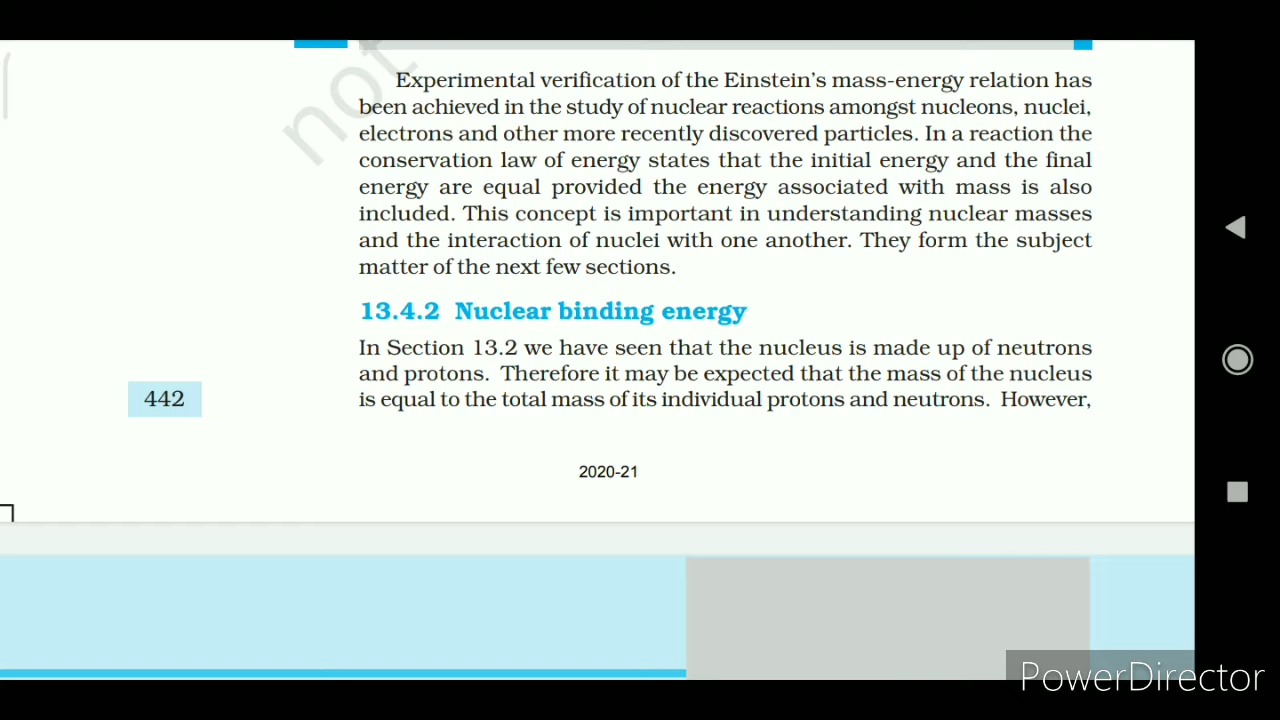 not
Experimental verification of the Einstein's mass-energy relation has
been achieved in the study of nuclear reactions amongst nucleons, nuclei,
electrons and other more recently discovered particles. In a reaction the
conservation law of energy states that the initial energy and the final
energy are equal provided the energy associated with mass is also
included. This concept is important in understanding nuclear masses
and the interaction of nuclei with one another. They form the subject
matter of the next few sections.
13.4.2 Nuclear binding energy
In Section 13.2 we have seen that the nucleus is made up of neutrons
and protons. Therefore it may be expected that the mass of the nucleus
is equal to the total mass of its individual protons and neutrons. However,
442
2020-21
PowerDirector